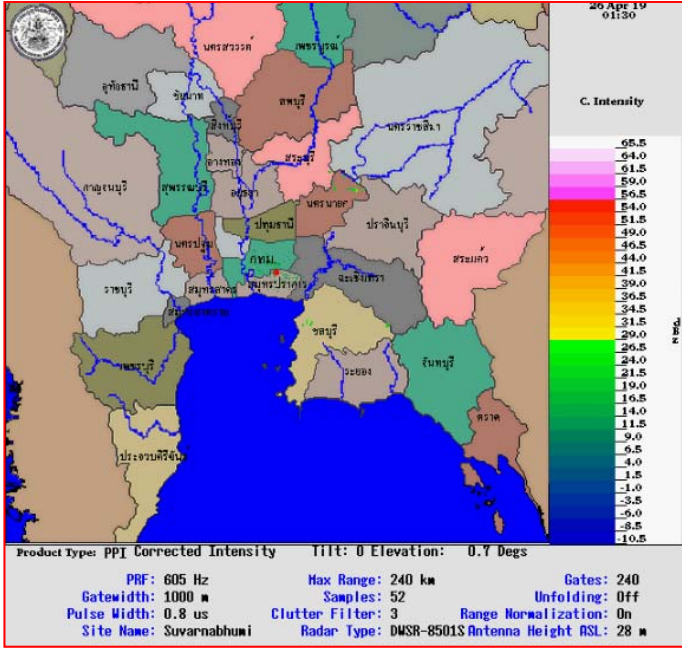 26 Apr 19
01:30
C. Intensity
65.5
64.0
61.5
59.0
56.5
54.0
51.5
49.0
46.5
44.0
41.5
39.0
36.5
34.0
31.5
29.0
26.5
24.0
21.5
19.0
16.5
14.0
11.5
9.0
6.5
4.0
1.5
-1.0
-3.5
-6.0
-8.5
-10.5
นครสวรรค์
เพชรบูรณ์
อุทัยธานี
ชัยนาท
ลพบุรี
สิงห์บุรี
นครราชสีมา
อ่างทอง
สระบุรี
กาญจนบุรี
สุพรรณบุรี
อยุธยา
นครนายก
ปราจีนบุรี
ปทุมธานี
นครปฐม
กทม.
สระแก้ว
ราชบุรี
สมุทรสาคร
สมุทรปราการ
ฉะเชิงเทรา
ชลบุรี
เพชรบุรี
ระยอง
จันทบุรี
ตราด
ประจวบคีรีขันธ์
Product Type: PPI Corrected Intensity Tilt: 0 Elevation: 0.7 Degs
PRF: 605 Hz Max Range: 240 km Gates: 240
Gatewidth: 1000 m Samples: 52 Unfolding: Off
Pulse Width: 0.8 us Clutter Filter: 3 Range Normalization: On
Site Name: Suvarnabhumi Radar Type: DWSR-8501S Antenna Height ASL: 28 m